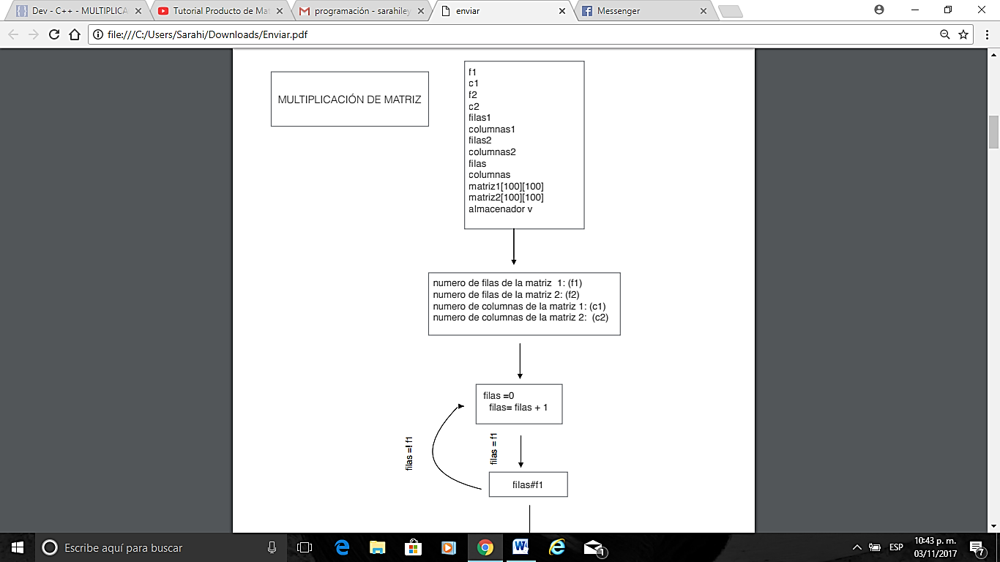 Dev - C++ - MULTIPLICA
Tutorial Producto de Mat
programación - sarahiley
enviar
Messenger
file:///C:/Users/Sarahi/Downloads/Enviar.pdf
MULTIPLICACIÓN DE MATRIZ
f1
c1
f2
c2
filas1
columnas1
filas2
columnas2
filas
columnas
matriz1[100][100]
matriz2[100][100]
almacenador v
numero de filas de la matriz 1: (f1)
numero de filas de la matriz 2: (f2)
numero de columnas de la matriz 1: (c1)
numero de columnas de la matriz 2: (c2)
filas =0
filas= filas + 1
filas =! f1
filas = f1
filas#f1
Escribe aquí para buscar
1
ESP
10:43 p. m.
03/11/2017
7